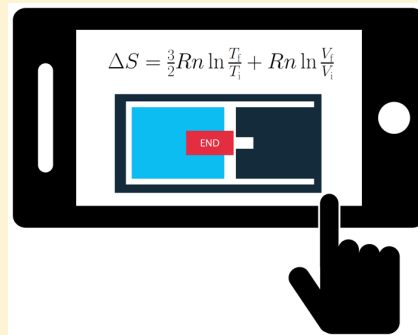 ΔS = 3/2 Rn ln T_f/T_i + Rn ln V_f/V_i
END